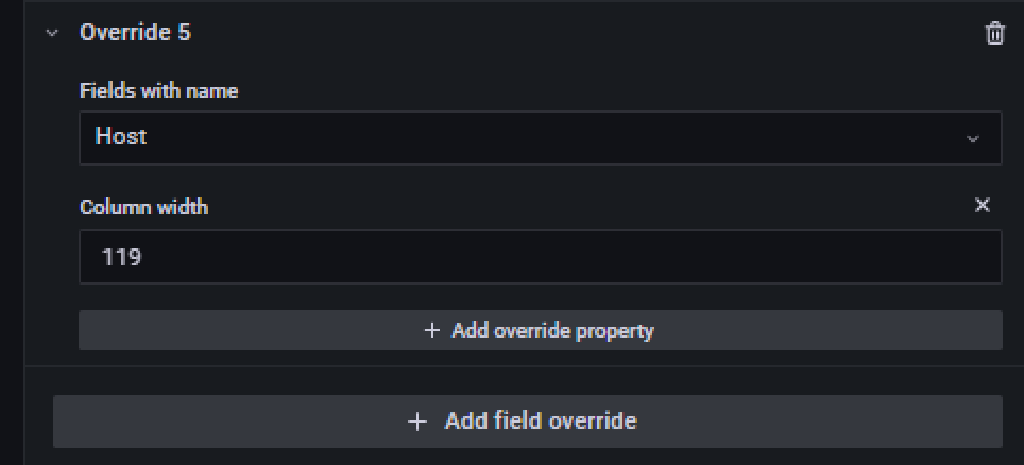 Override 5
Fields with name
Host
Column width
119
Add override property
Add field override